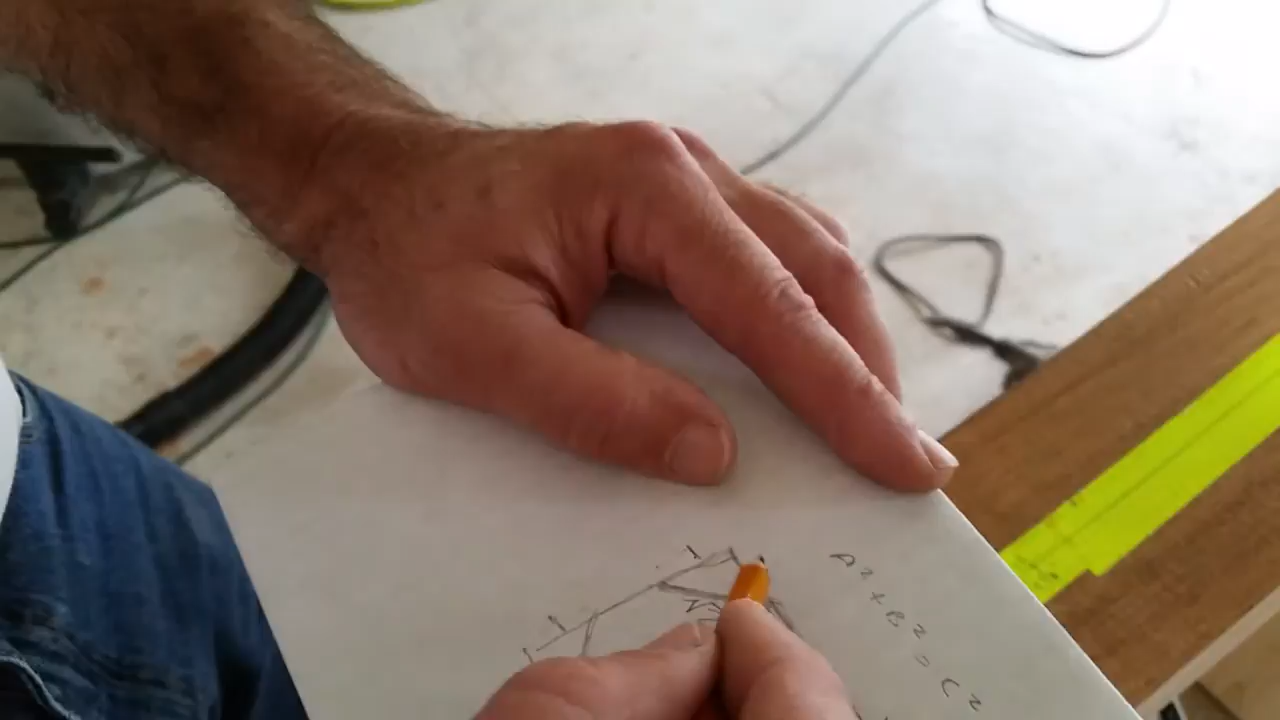 A² + B² = C²